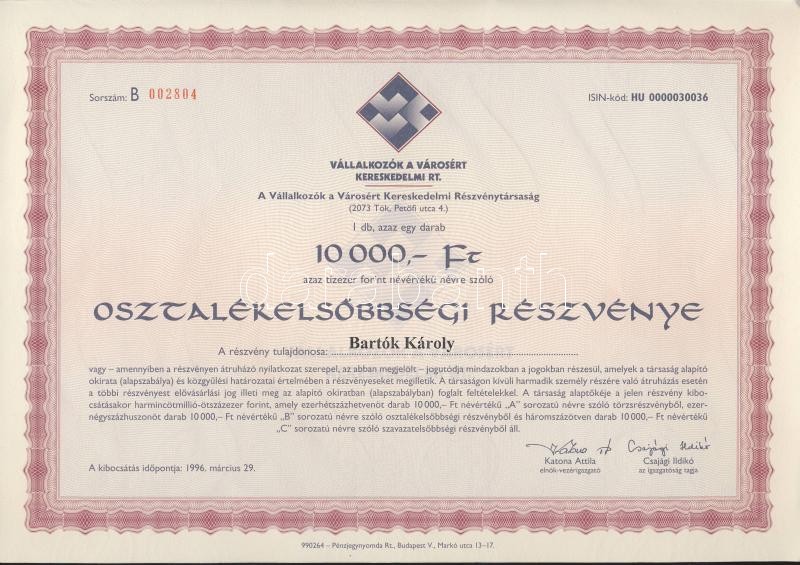 Sorszám: B 002804
ISIN-kód: HU 0000030036
VÁLLALKOZÓK A VÁROSÉRT
KERESKEDELMI RT.
A Vállalkozók a Városért Kereskedelmi Részvénytársaság
(2073 Tök, Petőfi utca 4.)
1 db, azaz egy darab
10 000,- Ft
azaz tízezer forint névértékű névre szóló
OSZTALÉKELSŐBBSÉGI RÉSZVÉNYE
A részvény tulajdonosa: Bartók Károly
vagy – amennyiben a részvényen átruházó nyilatkozat szerepel, az abban megjelölt – jogutódja mindazokban a jogokban részesül, amelyek a társaság alapító
okirata (alapszabálya) és közgyűlési határozatai értelmében a részvényeseket megilletik. A társaságon kívüli harmadik személy részére való átruházás esetén
a többi részvényest elővásárlási jog illeti meg az alapító okiratban (alapszabályban) foglalt feltételekkel. A társaság alaptőkéje a jelen részvény kibo-
csátásakor harmincötmillió-ötszázezer forint, amely ezerhétszázhetvenöt darab 10 000,- Ft névértékű „A” sorozatú névre szóló törzsrészvényből, ezer-
négyszázhuszonöt darab 10 000,- Ft névértékű „B” sorozatú névre szóló osztalékelsőbbségi részvényből és háromszázötven darab 10 000,- Ft névértékű
„C” sorozatú névre szóló szavazatelsőbbségi részvényből áll.
Katona A Csajági Ildikó
Katona Attila
elnök-vezérigazgató
Csajági Ildikó
az igazgatóság tagja
A kibocsátás időpontja: 1996. március 29.
990264 – Pénzjegynyomda Rt., Budapest V., Markó utca 13–17.